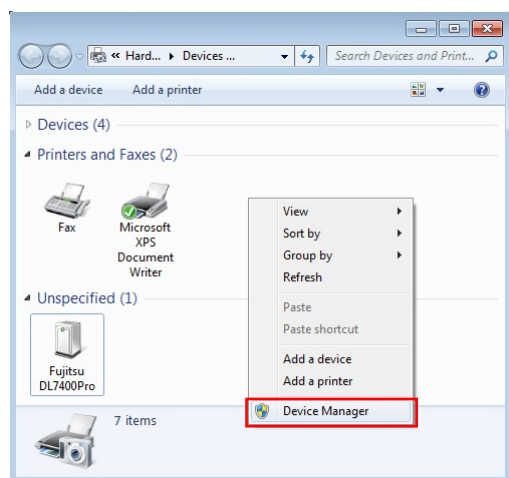 « Hard... ▸ Devices ...
Search Devices and Print...
Add a device Add a printer
Devices (4)
Printers and Faxes (2)
Fax
Microsoft
XPS
Document
Writer
Unspecified (1)
Fujitsu
DL7400Pro
View
Sort by
Group by
Refresh
Paste
Paste shortcut
Add a device
Add a printer
Device Manager
7 items